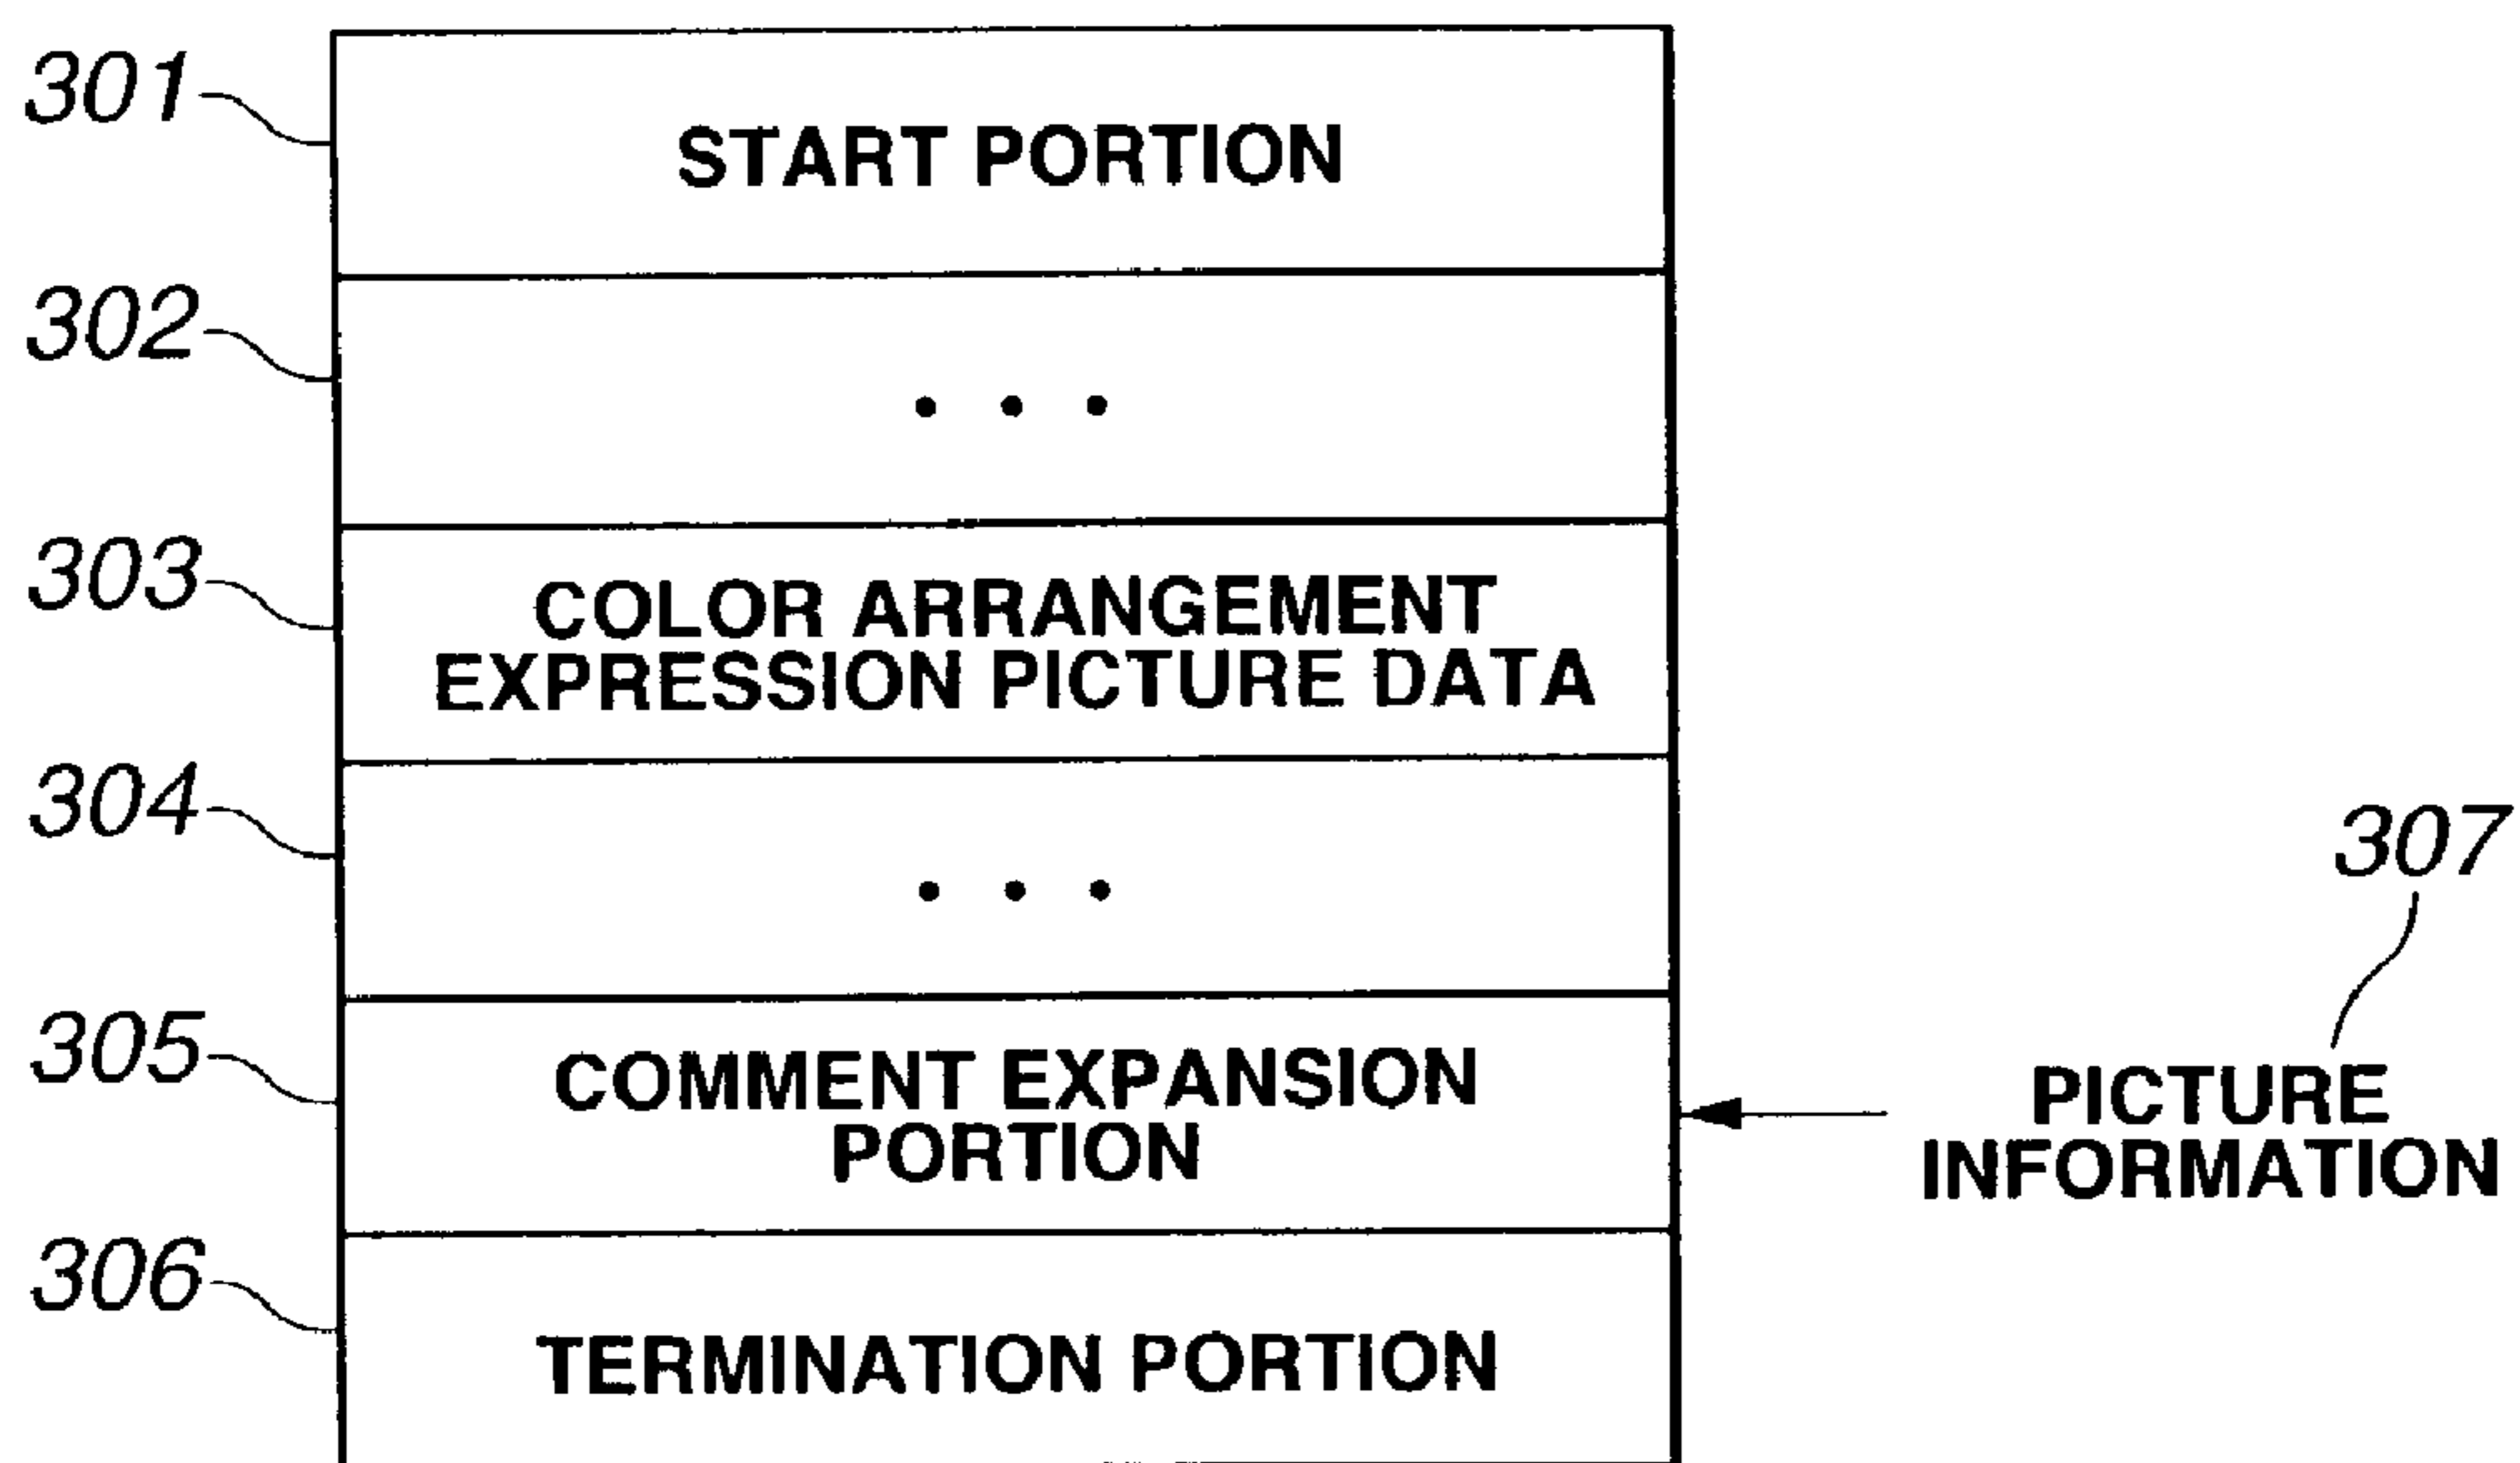 301
START PORTION
302
• • •
303
COLOR ARRANGEMENT
EXPRESSION PICTURE DATA
304
• • •
307
305
COMMENT EXPANSION
PORTION
PICTURE
INFORMATION
306
TERMINATION PORTION